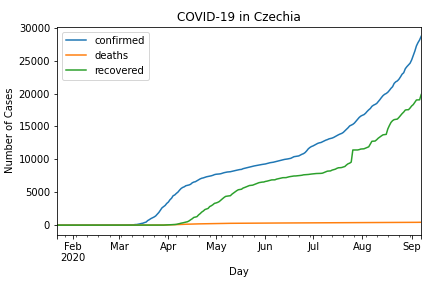 COVID-19 in Czechia
confirmed
deaths
recovered
Number of Cases
30000
25000
20000
15000
10000
5000
0
Feb Mar Apr May Jun Jul Aug Sep
2020
Day